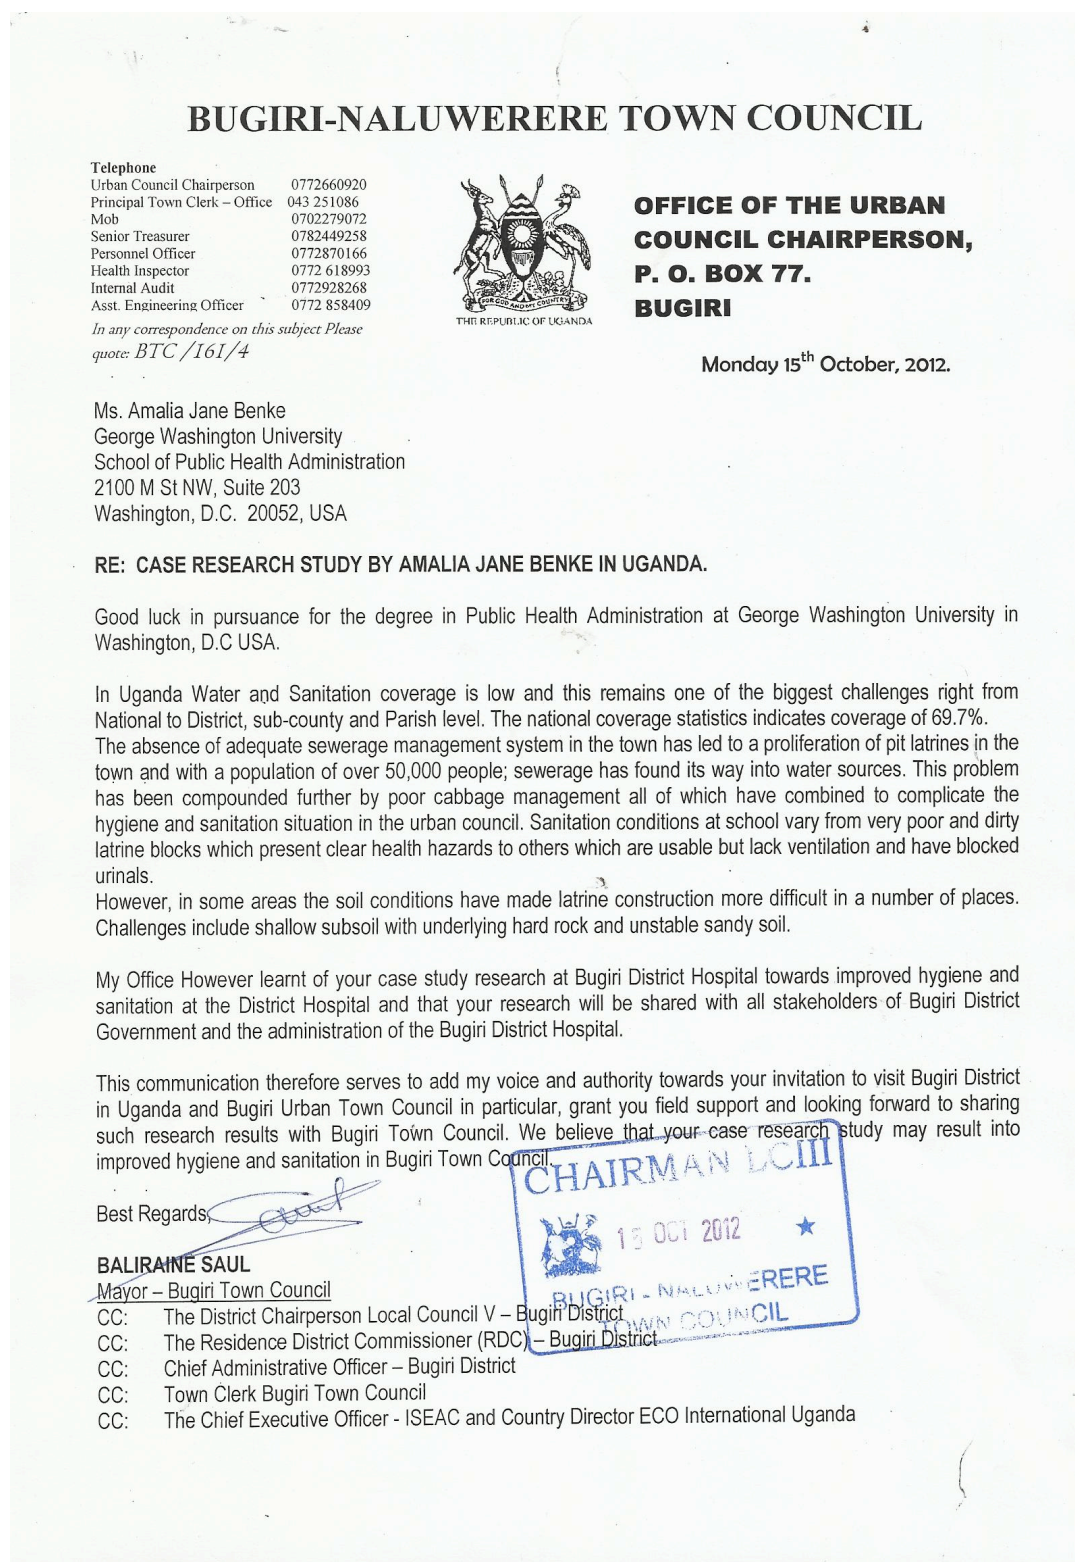 BUGIRI-NALUWERERE TOWN COUNCIL
Telephone
Urban Council Chairperson 0772660920
Principal Town Clerk – Office 043 251086
Mob 0702279072
Senior Treasurer 0782449258
Personnel Officer 0772870166
Health Inspector 0772 618993
Internal Audit 0772928268
Asst. Engineering Officer 0772 858409
In any correspondence on this subject Please
quote: BTC/161/4
FOR GOD AND MY COUNTRY
THE REPUBLIC OF UGANDA
OFFICE OF THE URBAN
COUNCIL CHAIRPERSON,
P. O. BOX 77.
BUGIRI
Monday 15th October, 2012.
Ms. Amalia Jane Benke
George Washington University
School of Public Health Administration
2100 M St NW, Suite 203
Washington, D.C. 20052, USA
RE: CASE RESEARCH STUDY BY AMALIA JANE BENKE IN UGANDA.
Good luck in pursuance for the degree in Public Health Administration at George Washington University in
Washington, D.C USA.
In Uganda Water and Sanitation coverage is low and this remains one of the biggest challenges right from
National to District, sub-county and Parish level. The national coverage statistics indicates coverage of 69.7%.
The absence of adequate sewerage management system in the town has led to a proliferation of pit latrines in the
town and with a population of over 50,000 people; sewerage has found its way into water sources. This problem
has been compounded further by poor cabbage management all of which have combined to complicate the
hygiene and sanitation situation in the urban council. Sanitation conditions at school vary from very poor and dirty
latrine blocks which present clear health hazards to others which are usable but lack ventilation and have blocked
urinals.
However, in some areas the soil conditions have made latrine construction more difficult in a number of places.
Challenges include shallow subsoil with underlying hard rock and unstable sandy soil.
My Office However learnt of your case study research at Bugiri District Hospital towards improved hygiene and
sanitation at the District Hospital and that your research will be shared with all stakeholders of Bugiri District
Government and the administration of the Bugiri District Hospital.
This communication therefore serves to add my voice and authority towards your invitation to visit Bugiri District
in Uganda and Bugiri Urban Town Council in particular, grant you field support and looking forward to sharing
such research results with Bugiri Town Council. We believe that your case research study may result into
improved hygiene and sanitation in Bugiri Town Council.
CHAIRMAN LCIII
15 OCT 2012
BUGIRI - NALUWERERE
TOWN COUNCIL
Best Regards,
BALIRAINE SAUL
Mayor – Bugiri Town Council
CC: The District Chairperson Local Council V – Bugiri District
CC: The Residence District Commissioner (RDC) – Bugiri District
CC: Chief Administrative Officer – Bugiri District
CC: Town Clerk Bugiri Town Council
CC: The Chief Executive Officer - ISEAC and Country Director ECO International Uganda